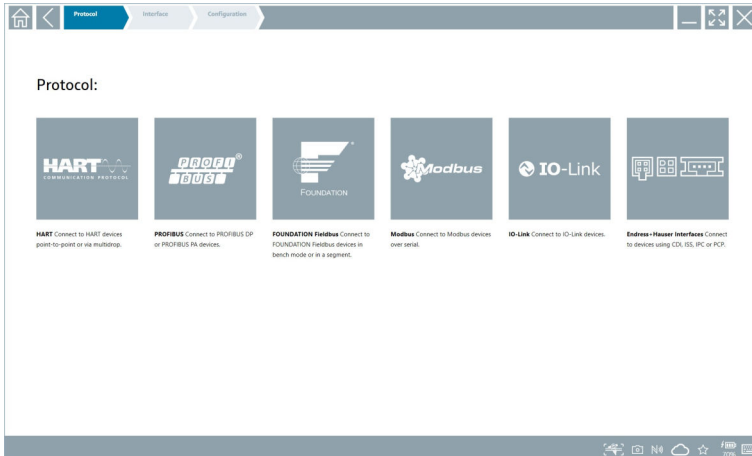 Protocol
Interface
Configuration
Protocol:
HART
COMMUNICATION PROTOCOL
PROFI®
BUS
FOUNDATION
Modbus
IO-Link
HART Connect to HART devices
point-to-point or via multidrop.
PROFIBUS Connect to PROFIBUS DP
or PROFIBUS PA devices.
FOUNDATION Fieldbus Connect to
FOUNDATION Fieldbus devices in
bench mode or in a segment.
Modbus Connect to Modbus devices
over serial.
IO-Link Connect to IO-Link devices.
Endress+Hauser Interfaces Connect
to devices using CDI, ISS, IPC or PCP.
70%